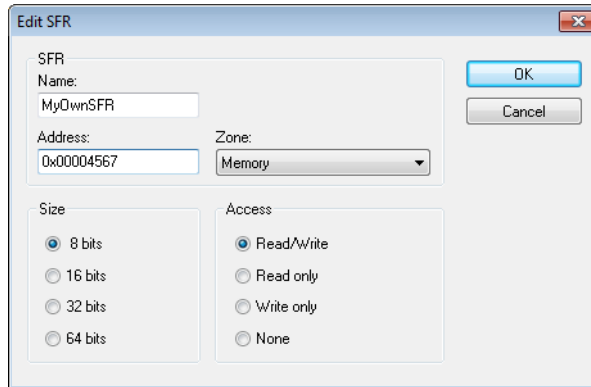 Edit SFR
SFR
Name:
MyOwnSFR
Address:
0x00004567
Zone:
Memory
OK
Cancel
Size
8 bits
16 bits
32 bits
64 bits
Access
Read/Write
Read only
Write only
None